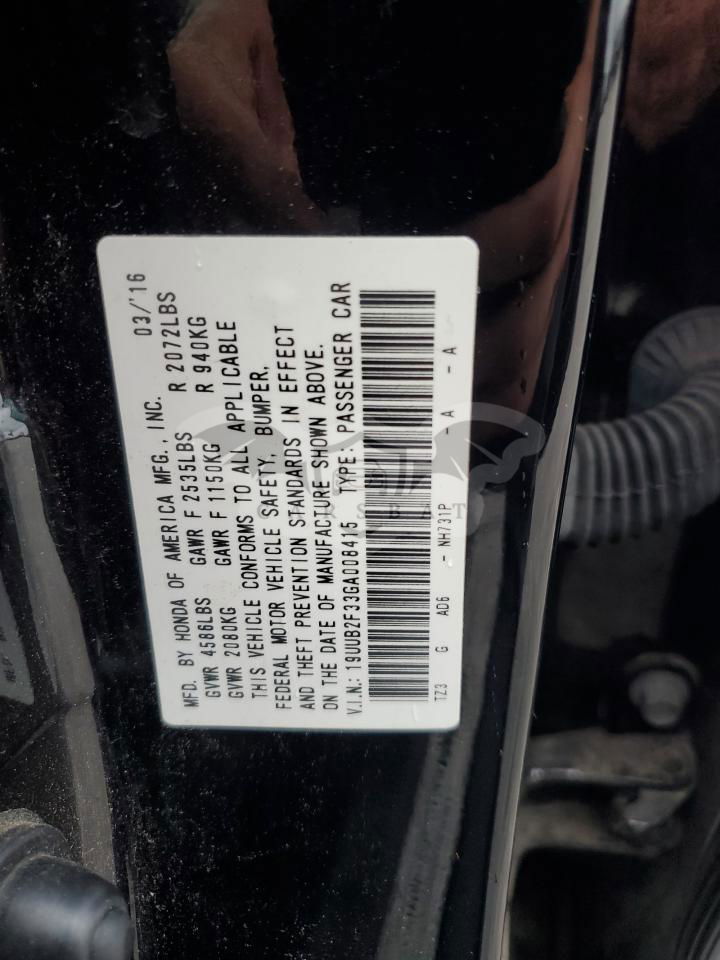 MFD. BY HONDA OF AMERICA MFG., INC. 03/'16
GVWR 4586LBS GAWR F 2535LBS R 2072LBS
GVWR 2080KG GAWR F 1150KG R 940KG
THIS VEHICLE CONFORMS TO ALL APPLICABLE
FEDERAL MOTOR VEHICLE SAFETY, BUMPER,
AND THEFT PREVENTION STANDARDS IN EFFECT
ON THE DATE OF MANUFACTURE SHOWN ABOVE.
V.I.N.: 19UUB2F33GA008415 TYPE: PASSENGER CAR
TZ3 G AD6 - NH731P - A - A
CARSBAT